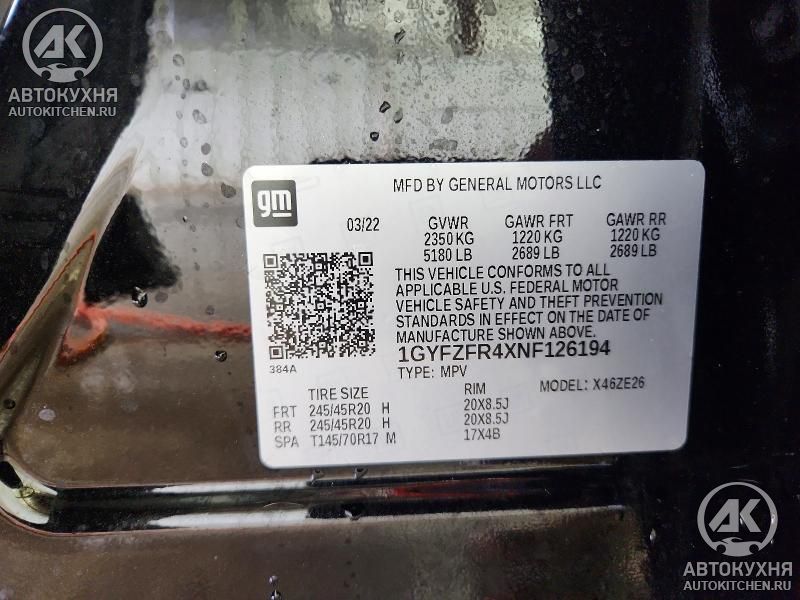 AK
АВТОКУХНЯ
AUTOKITCHEN.RU
gm
MFD BY GENERAL MOTORS LLC
03/22 GVWR GAWR FRT GAWR RR
2350 KG 1220 KG 1220 KG
5180 LB 2689 LB 2689 LB
THIS VEHICLE CONFORMS TO ALL
APPLICABLE U.S. FEDERAL MOTOR
VEHICLE SAFETY AND THEFT PREVENTION
STANDARDS IN EFFECT ON THE DATE OF
MANUFACTURE SHOWN ABOVE.
1GYFZFR4XNF126194
384A
TYPE: MPV
TIRE SIZE RIM MODEL: X46ZE26
FRT 245/45R20 H 20X8.5J
RR 245/45R20 H 20X8.5J
SPA T145/70R17 M 17X4B
AK
АВТОКУХНЯ
AUTOKITCHEN.RU